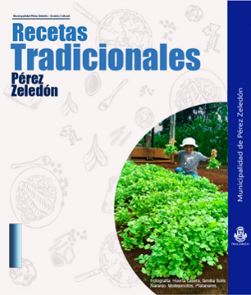 Municipalidad Pérez Zeledón - Gestión Cultural
Recetas
Tradicionales
Pérez
Zeledón
Municipalidad de Pérez Zeledón
Fotografía: Huerta Casera, familia Solís
Naranjo. Mollejoncitos, Platanares.